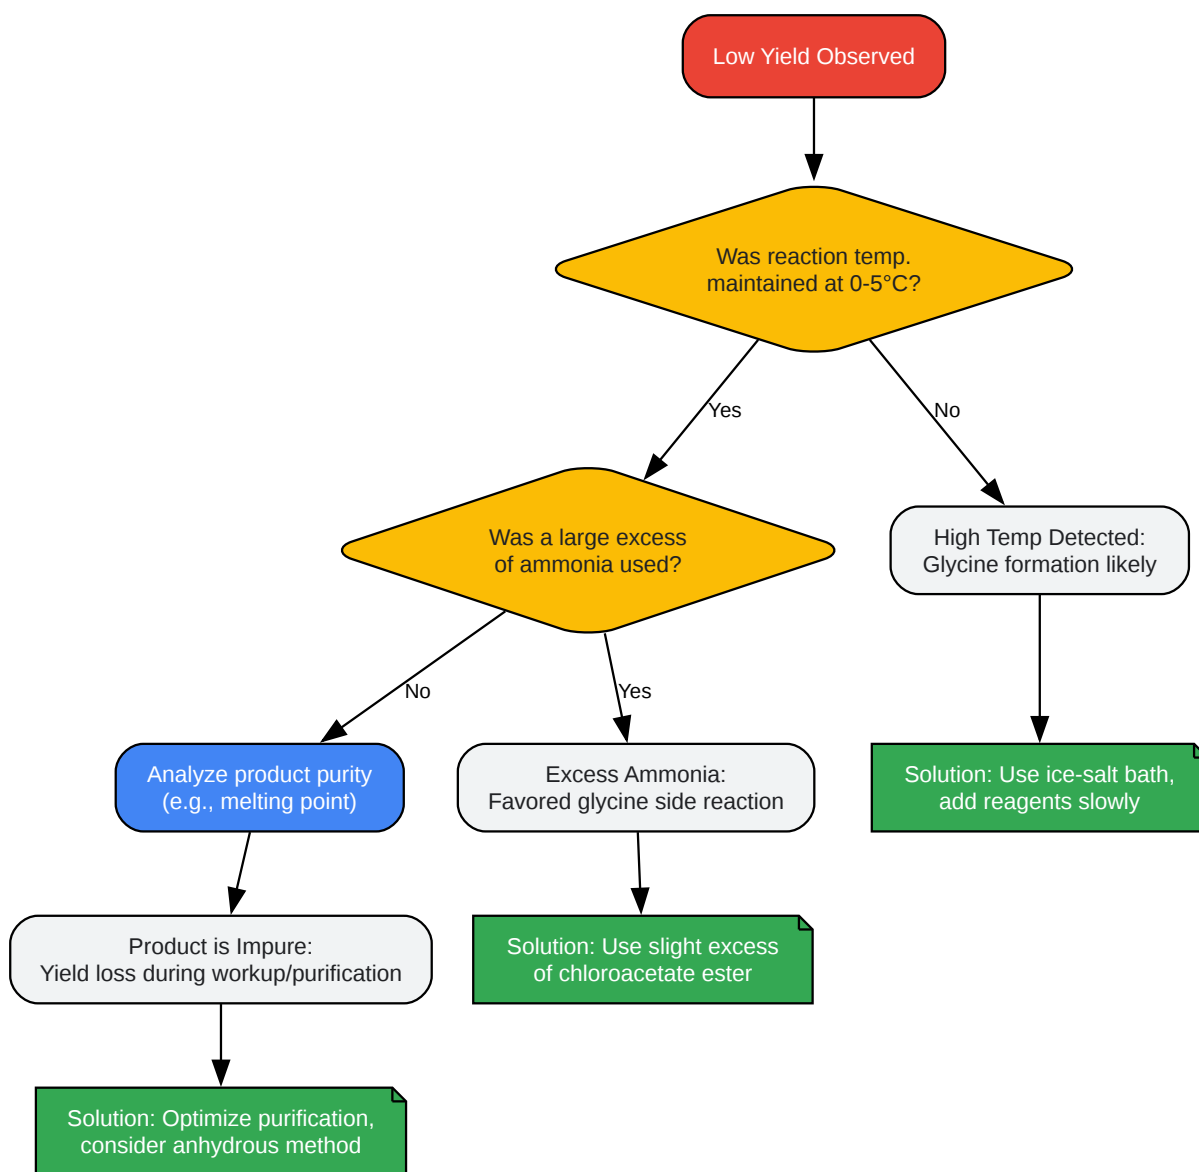 Low Yield Observed
Was reaction temp.
maintained at 0-5°C?
Yes
No
Was a large excess
of ammonia used?
High Temp Detected:
Glycine formation likely
No
Yes
Analyze product purity
(e.g., melting point)
Excess Ammonia:
Favored glycine side reaction
Solution: Use ice-salt bath,
add reagents slowly
Product is Impure:
Yield loss during workup/purification
Solution: Use slight excess
of chloroacetate ester
Solution: Optimize purification,
consider anhydrous method